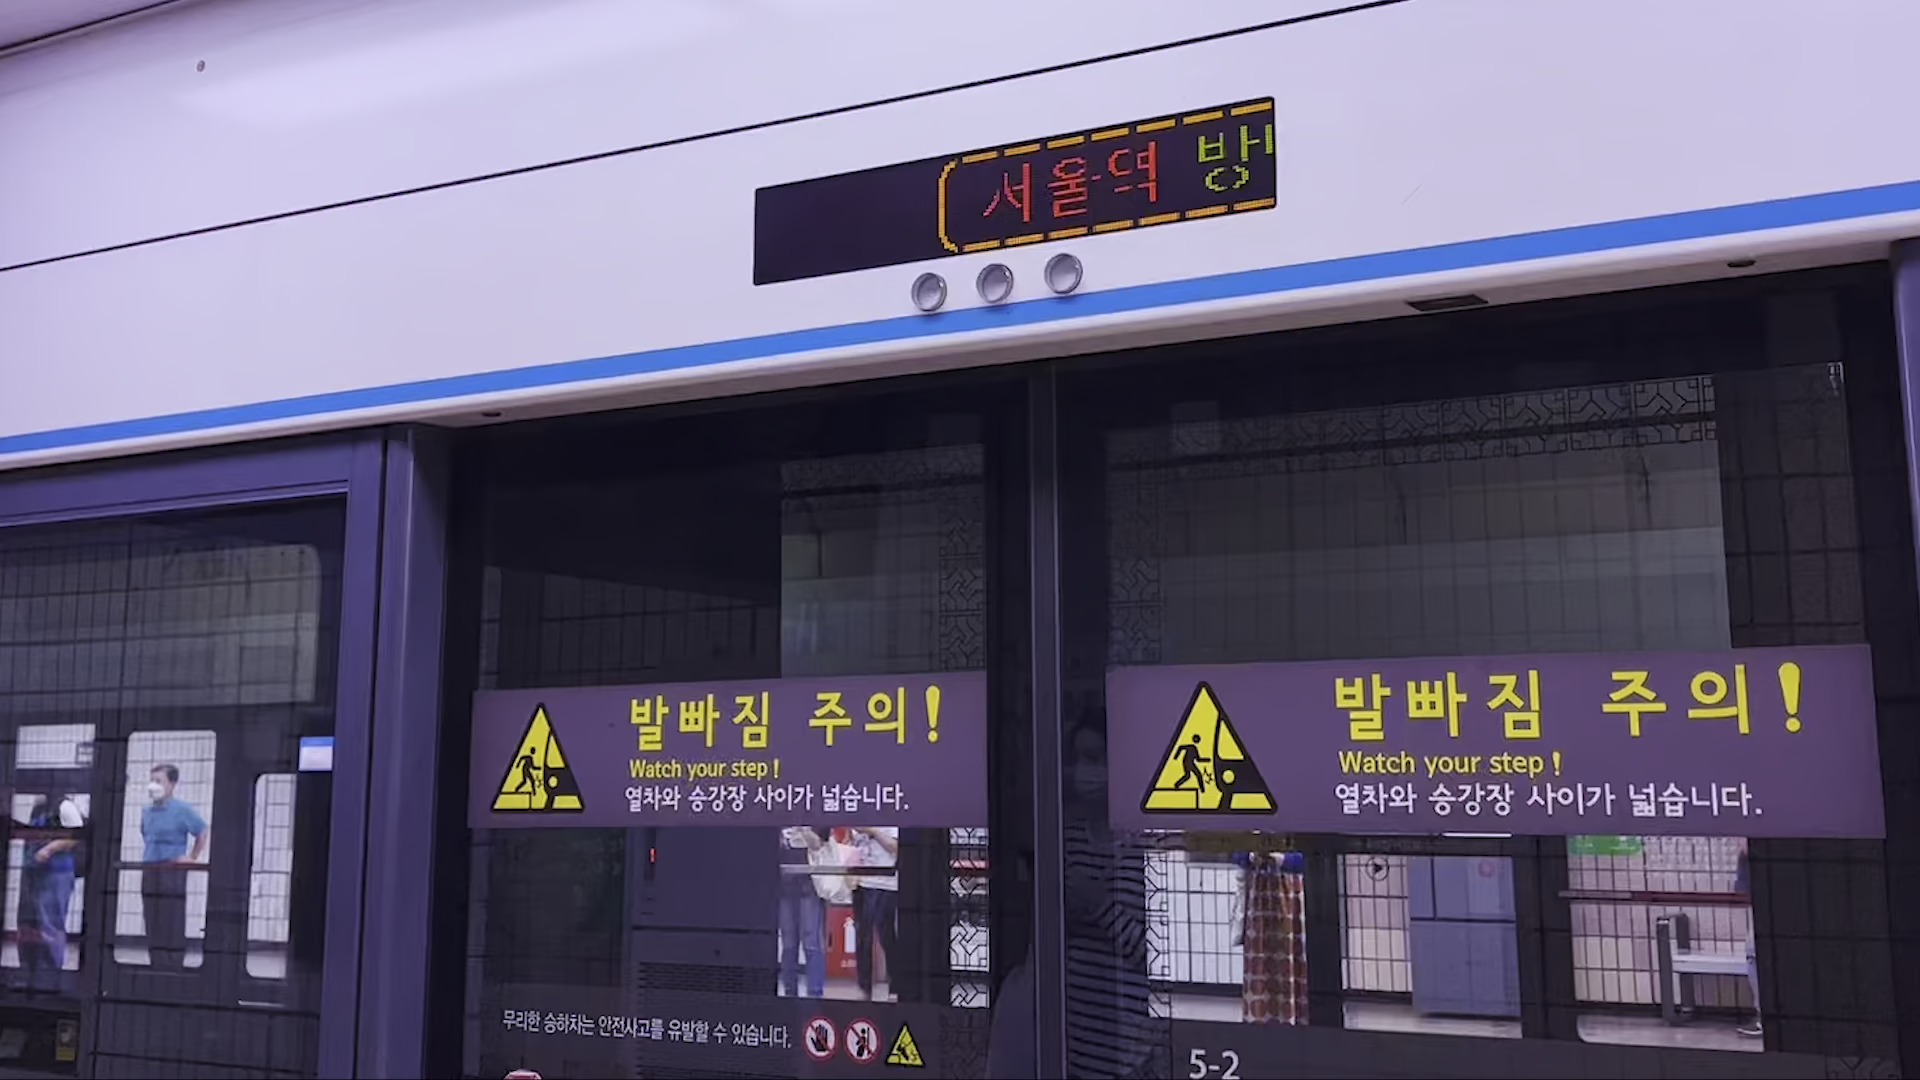 서울역 방
발빠짐 주의!
Watch your step!
열차와 승강장 사이가 넓습니다.
발빠짐 주의!
Watch your step!
열차와 승강장 사이가 넓습니다.
무리한 승하차는 안전사고를 유발할 수 있습니다.
5-2